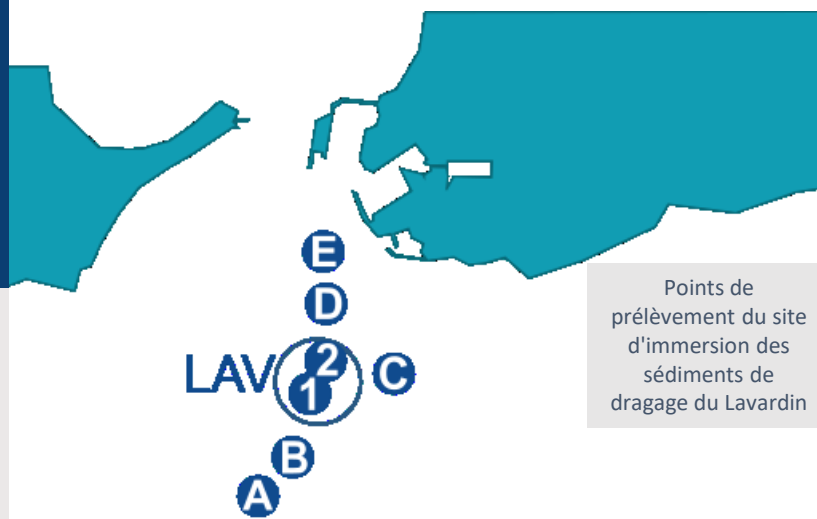 E
D
LAV 2 C
1
B
A
Points de
prélèvement du site
d'immersion des
sédiments de
dragage du Lavardin